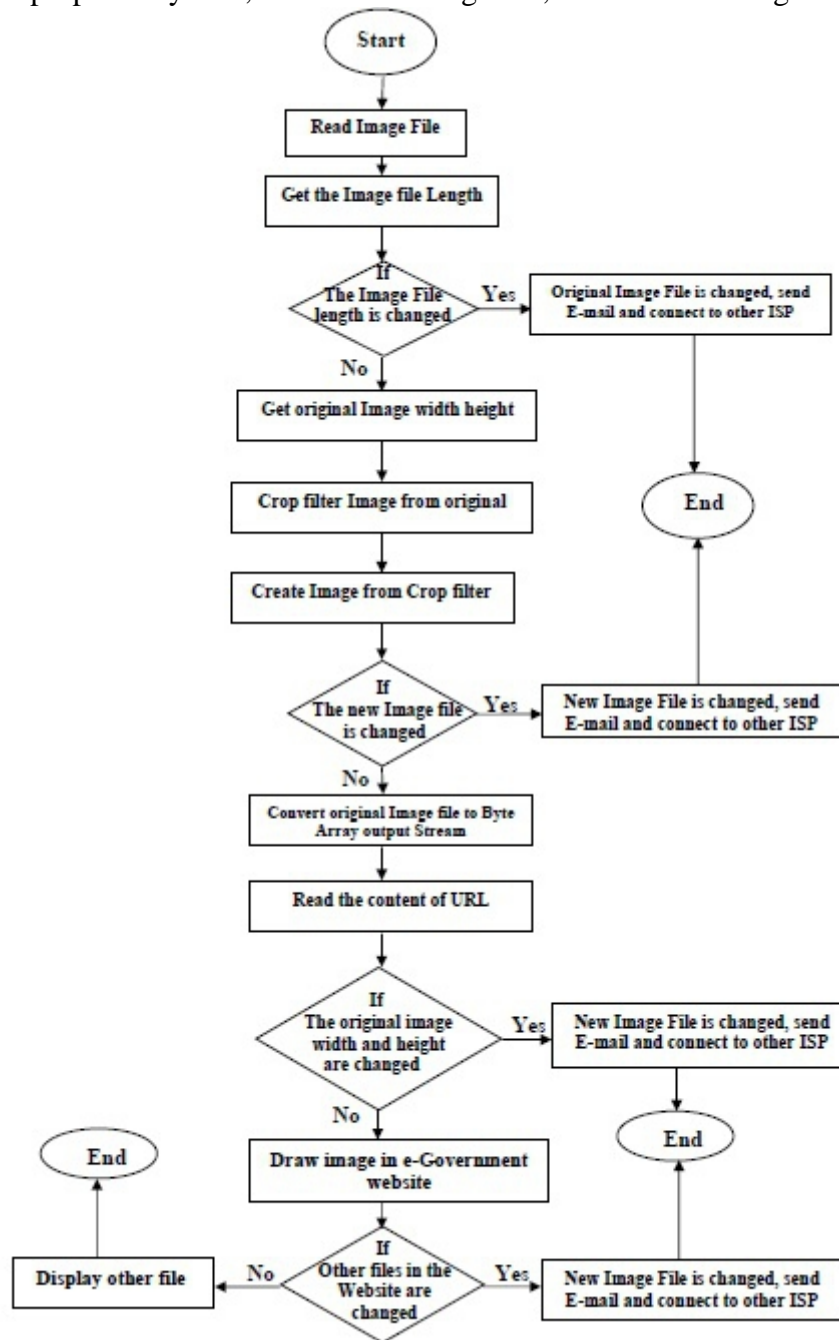 Start
Read Image File
Get the Image file Length
If
The Image File
length is changed
Yes
Original Image File is changed, send
E-mail and connect to other ISP
No
Get original Image width height
End
Crop filter Image from original
Create Image from Crop filter
If
The new Image file
is changed
Yes
New Image File is changed, send
E-mail and connect to other ISP
No
Convert original Image file to Byte
Array output Stream
Read the content of URL
If
The original image
width and height
are changed
Yes
New Image File is changed, send
E-mail and connect to other ISP
No
End
End
Draw image in e-Government
website
If
Other files in the
Website are
changed
No
Display other file
Yes
New Image File is changed, send
E-mail and connect to other ISP